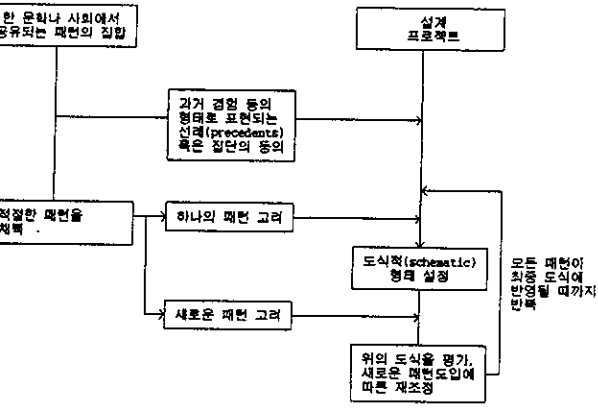 한 문화나 사회에서
공유되는 패턴의 집합
설계
프로젝트
과거 경험 등의
형태로 표현되는
선례(precedents)
혹은 집단의 동의
적절한 패턴을
채택
하나의 패턴 고려
도식적(schematic)
형태 설정
모든 패턴이
최종 도식에
반영될 때까지
반복
새로운 패턴 고려
위의 도식을 평가,
새로운 패턴도입에
따른 재조정